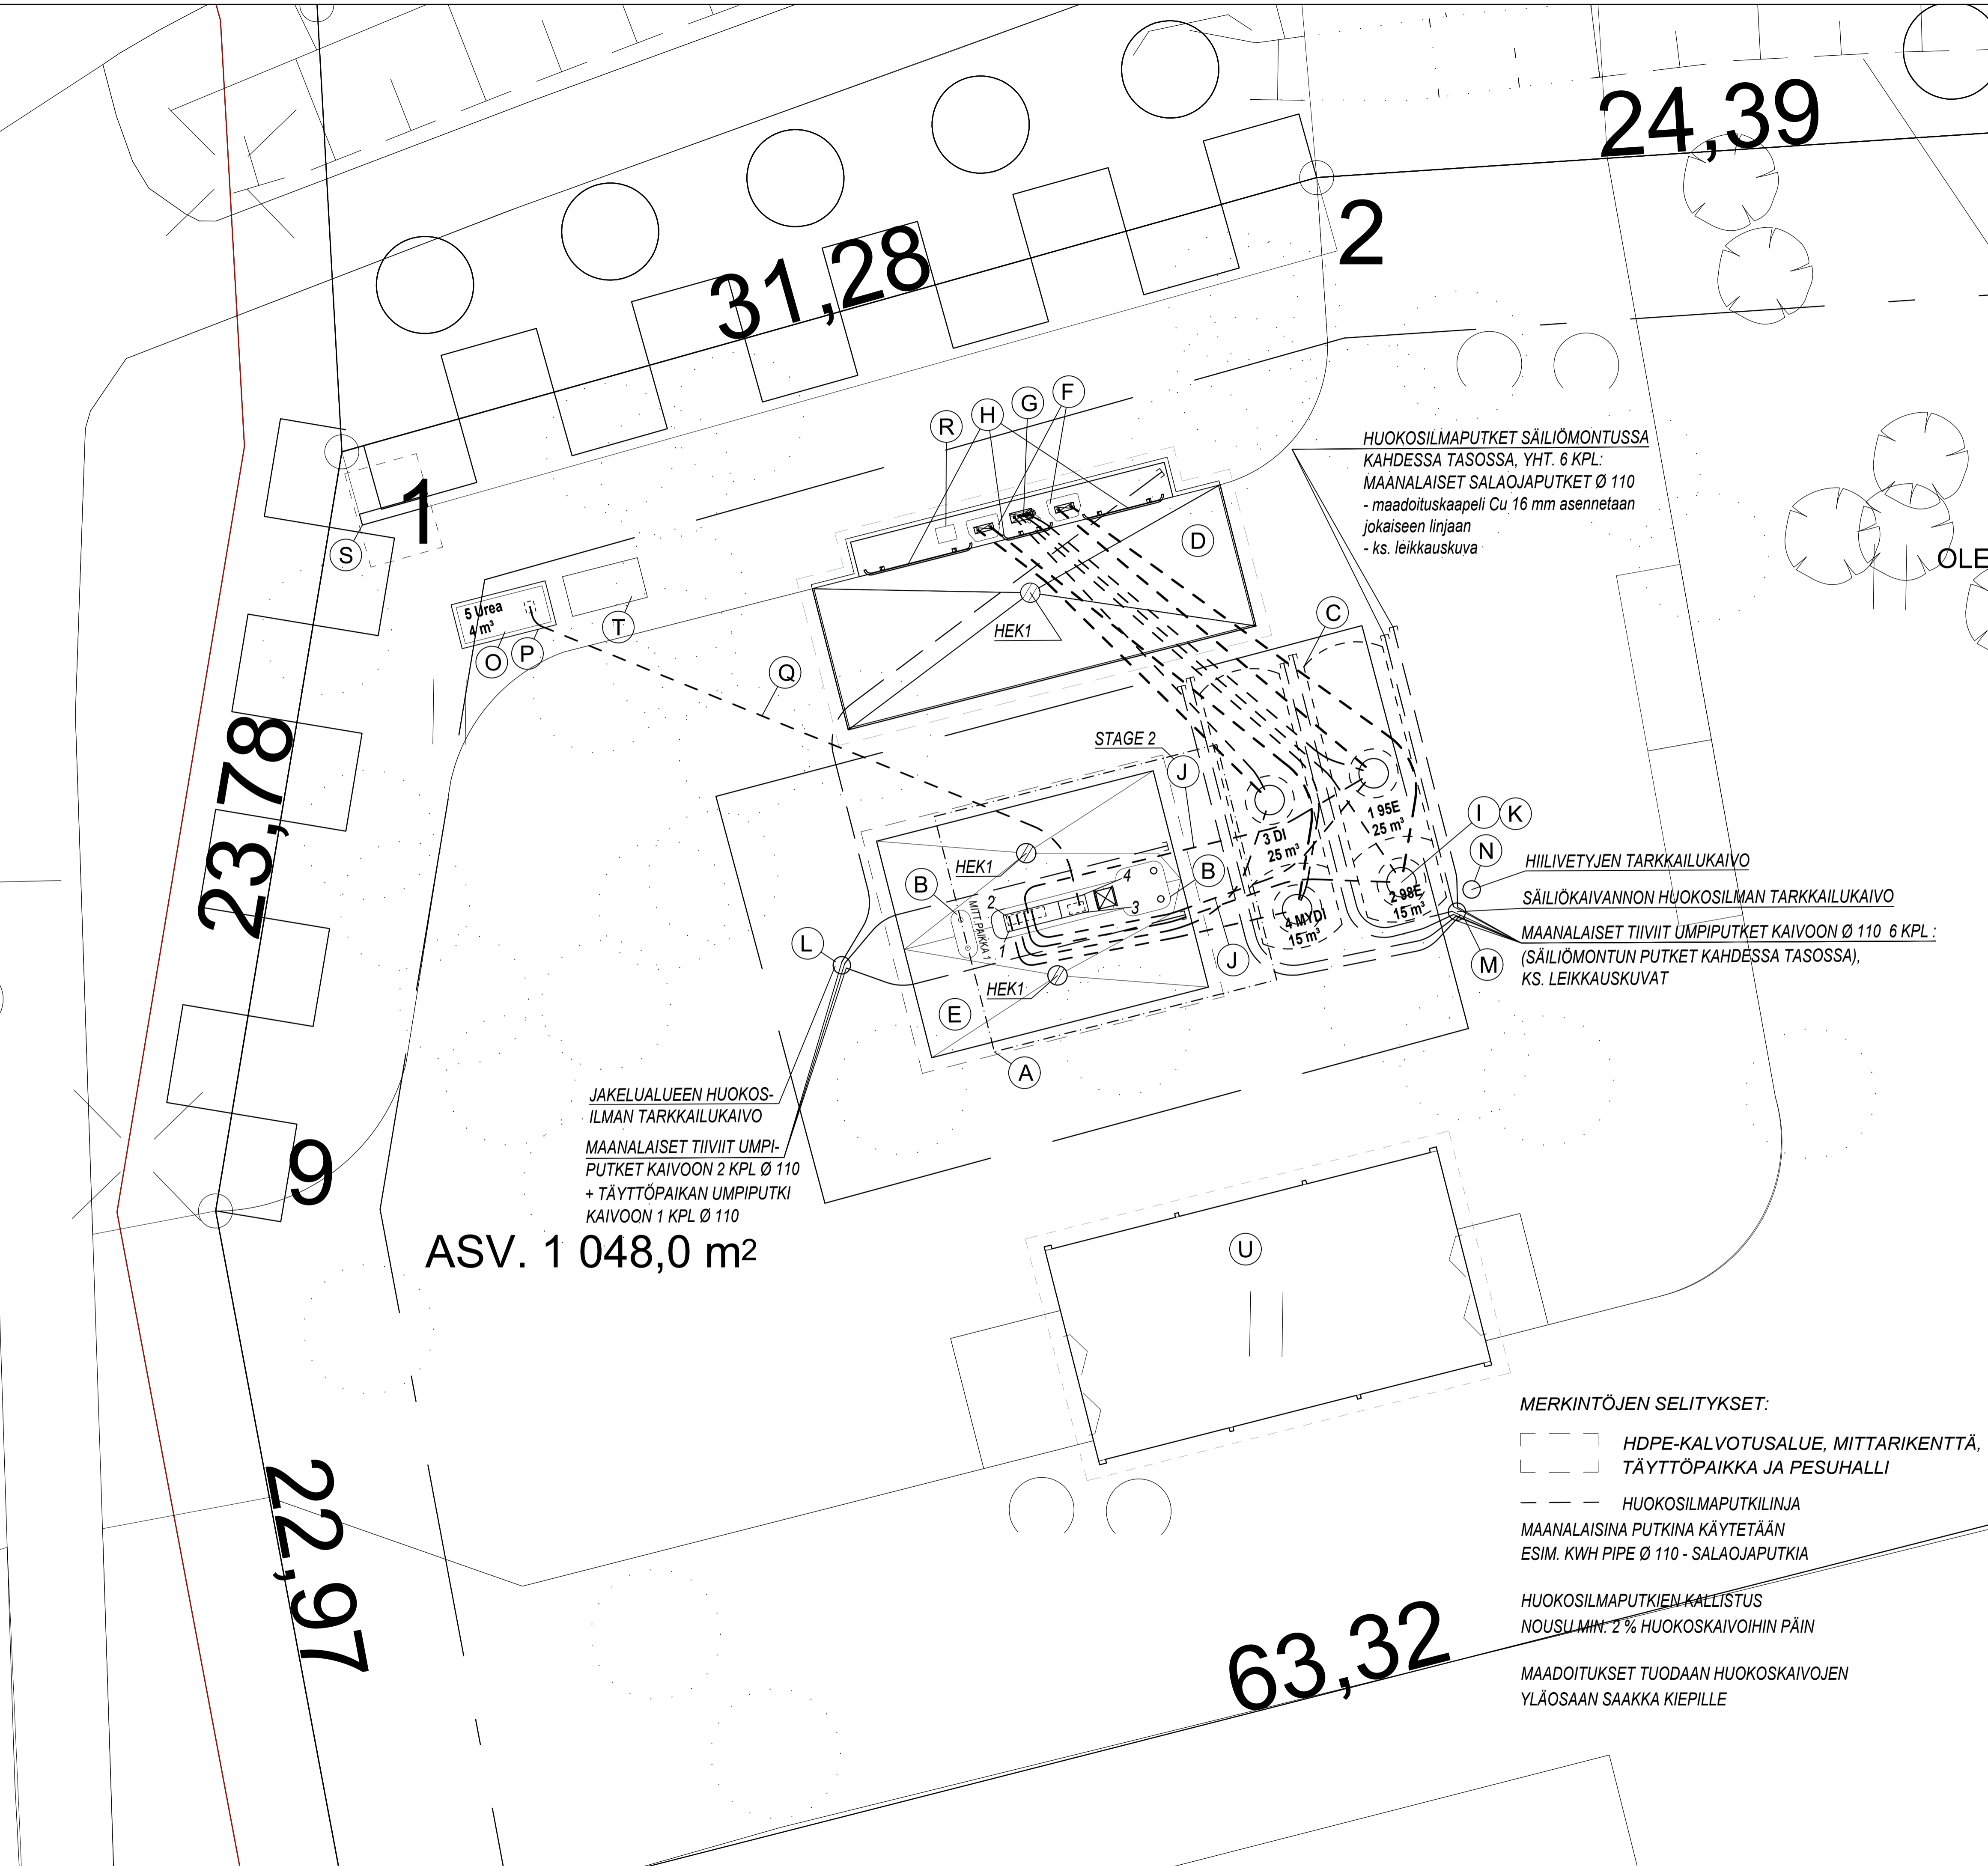 24,39
31,28
2
1
23,78
9
22,97
63,32
ASV. 1 048,0 m2
R
H
G
F
D
S
T
O
P
Q
C
J
I
K
N
B
B
L
J
M
E
A
U
5 Urea
4 m³
HEK1
STAGE 2
HEK1
HEK1
MITT.PAIKKA 1
2
1
4
3
3 DI
25 m³
1 95E
25 m³
2 98E
15 m³
4 MYDI
15 m³
HUOKOSILMAPUTKET SÄILIÖMONTUSSA
KAHDESSA TASOSSA, YHT. 6 KPL:
MAANALAISET SALAOJAPUTKET Ø 110
- maadoituskaapeli Cu 16 mm asennetaan
jokaiseen linjaan
- ks. leikkauskuva
OLE
HIILIVETYJEN TARKKAILUKAIVO
SÄILIÖKAIVANNON HUOKOSILMAN TARKKAILUKAIVO
MAANALAISET TIIVIIT UMPIPUTKET KAIVOON Ø 110 6 KPL :
(SÄILIÖMONTUN PUTKET KAHDESSA TASOSSA),
KS. LEIKKAUSKUVAT
JAKELUALUEEN HUOKOS-
ILMAN TARKKAILUKAIVO
MAANALAISET TIIVIIT UMPI-
PUTKET KAIVOON 2 KPL Ø 110
+ TÄYTTÖPAIKAN UMPIPUTKI
KAIVOON 1 KPL Ø 110
MERKINTÖJEN SELITYKSET:
HDPE-KALVOTUSALUE, MITTARIKENTTÄ,
TÄYTTÖPAIKKA JA PESUHALLI
HUOKOSILMAPUTKILINJA
MAANALAISINA PUTKINA KÄYTETÄÄN
ESIM. KWH PIPE Ø 110 - SALAOJAPUTKIA
HUOKOSILMAPUTKIEN KALLISTUS
NOUSU MIN. 2 % HUOKOSKAIVOIHIN PÄIN
MAADOITUKSET TUODAAN HUOKOSKAIVOJEN
YLÄOSAAN SAAKKA KIEPILLE